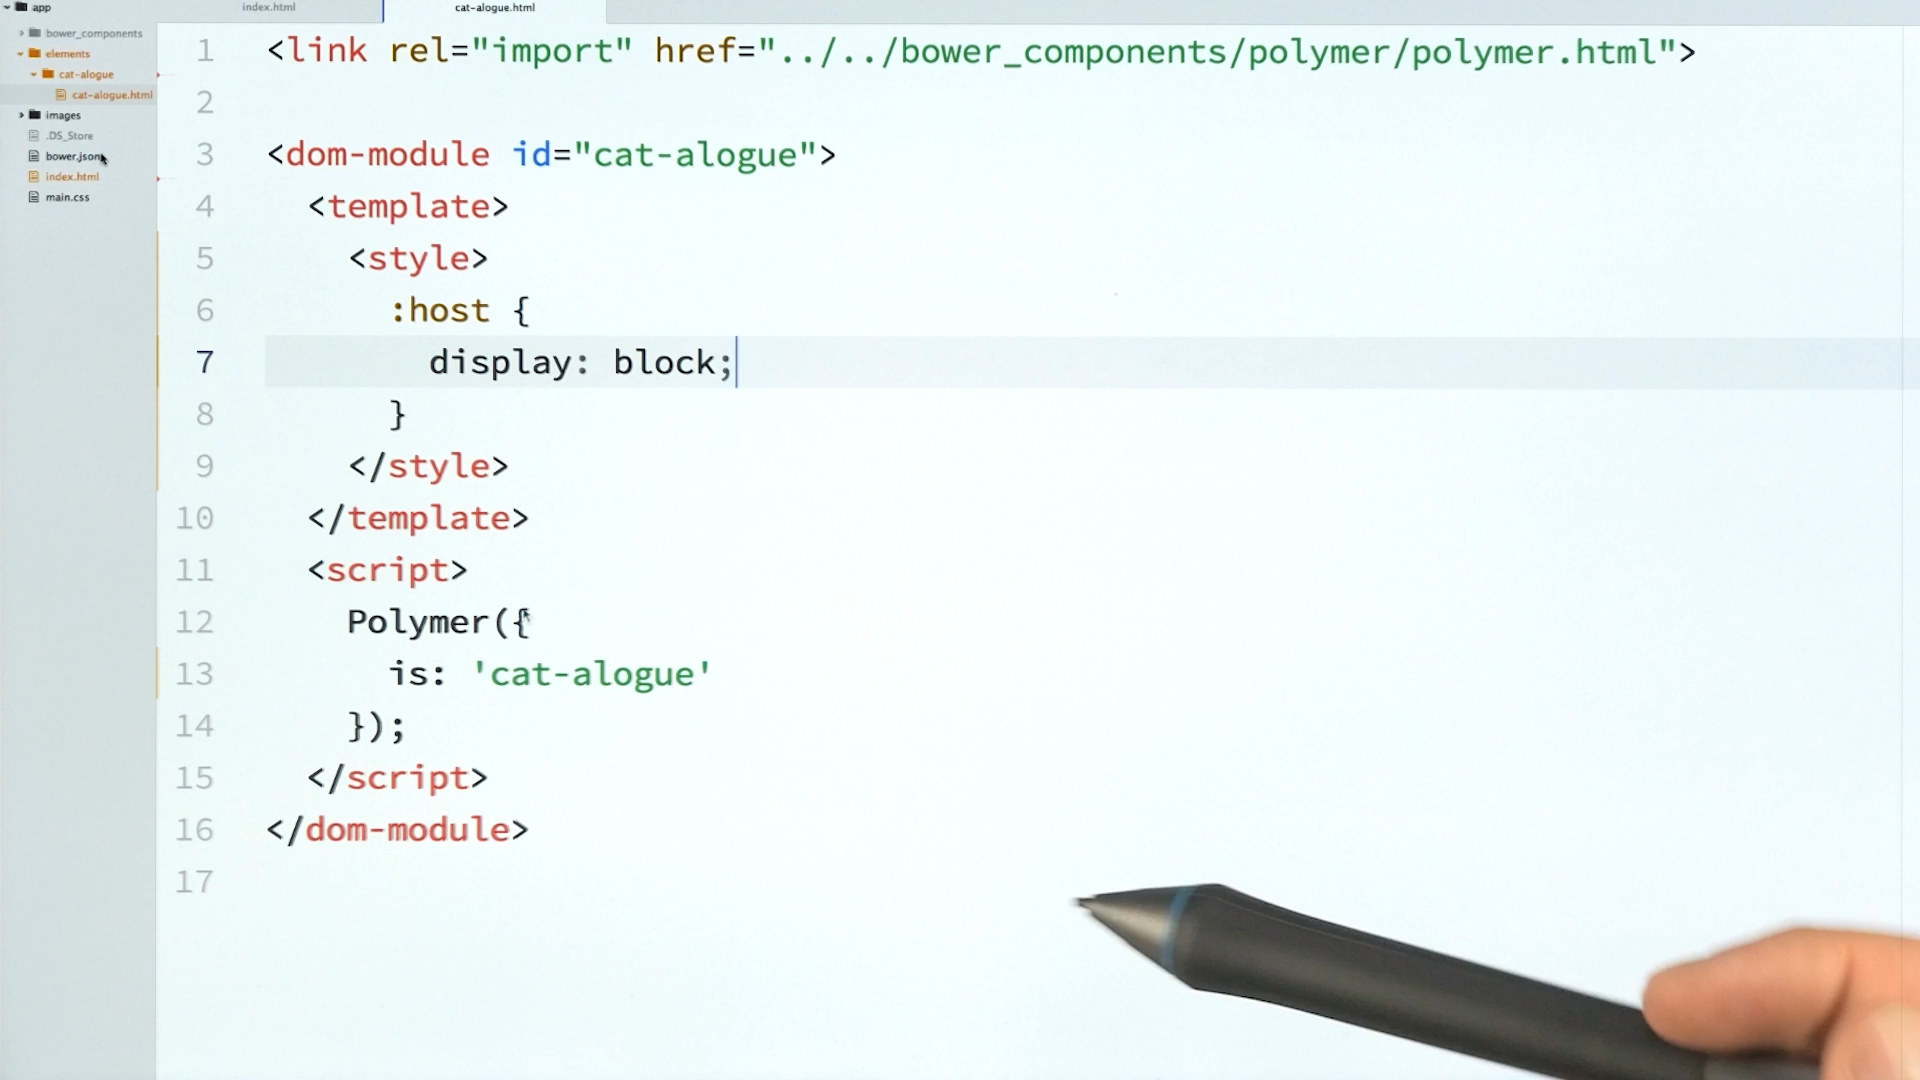 app
index.html
cat-alogue.html
bower_components
elements
cat-alogue
cat-alogue.html
images
.DS_Store
bower.json
index.html
main.css
1 <link rel="import" href="../../bower_components/polymer/polymer.html">
2
3 <dom-module id="cat-alogue">
4 <template>
5 <style>
6 :host {
7 display: block;
8 }
9 </style>
10 </template>
11 <script>
12 Polymer({
13 is: 'cat-alogue'
14 });
15 </script>
16 </dom-module>
17